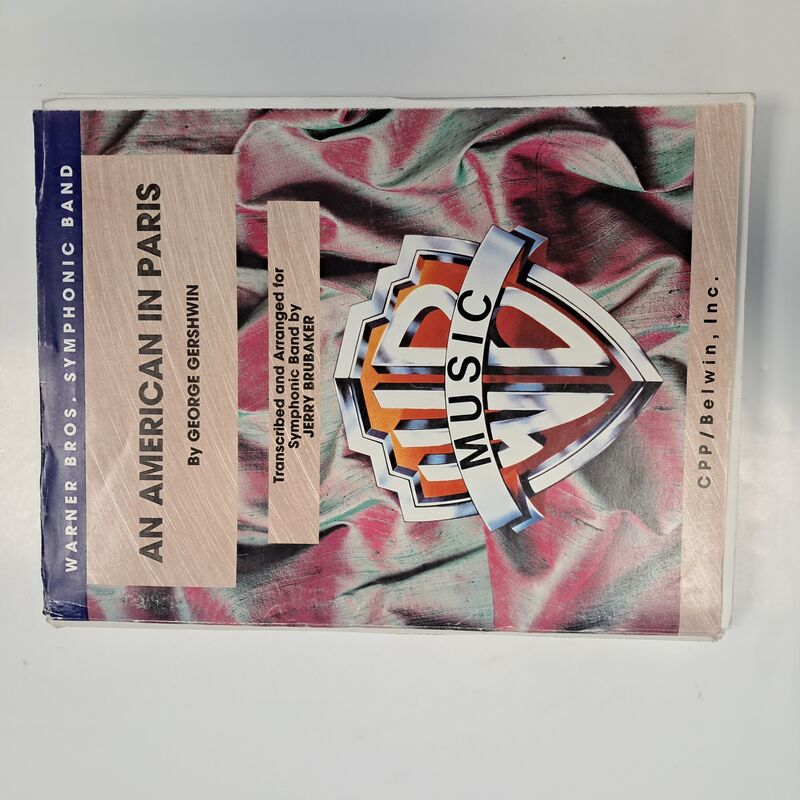 WARNER BROS. SYMPHONIC BAND
AN AMERICAN IN PARIS
By GEORGE GERSHWIN
Transcribed and Arranged for
Symphonic Band by
JERRY BRUBAKER
WB
MUSIC
CPP/Belwin, Inc.